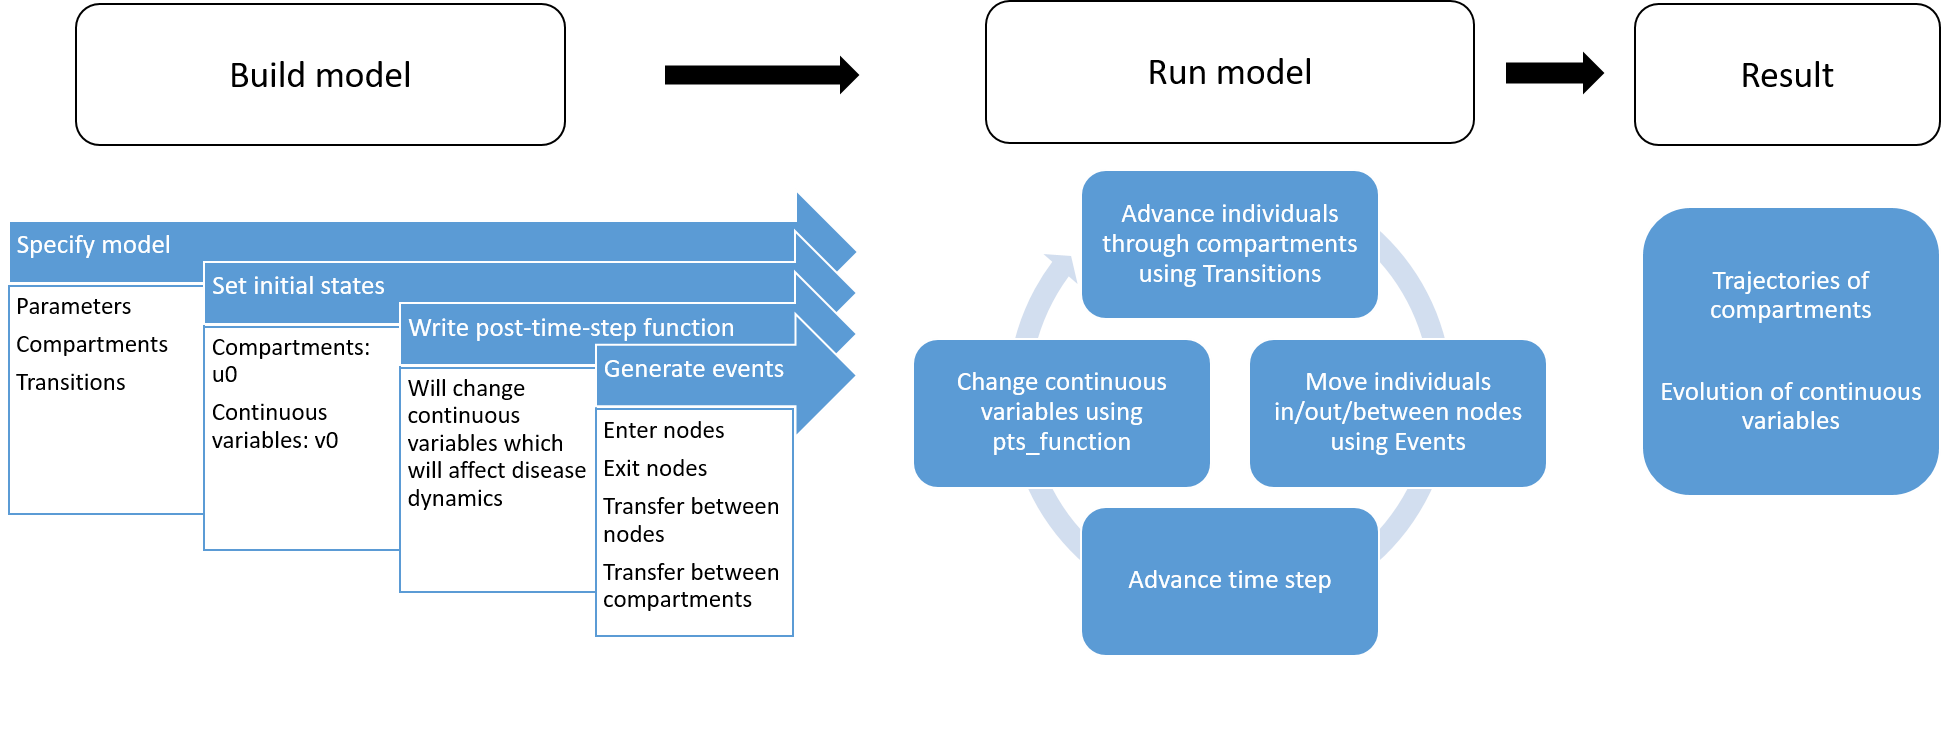 Build model
Run model
Result
Specify model
Parameters
Compartments
Transitions
Set initial states
Compartments:
u0
Continuous
variables: v0
Write post-time-step function
Will change
continuous
variables which
will affect disease
dynamics
Generate events
Enter nodes
Exit nodes
Transfer between
nodes
Transfer between
compartments
Advance individuals
through compartments
using Transitions
Move individuals
in/out/between nodes
using Events
Advance time step
Change continuous
variables using
pts_function
Trajectories of
compartments
Evolution of continuous
variables